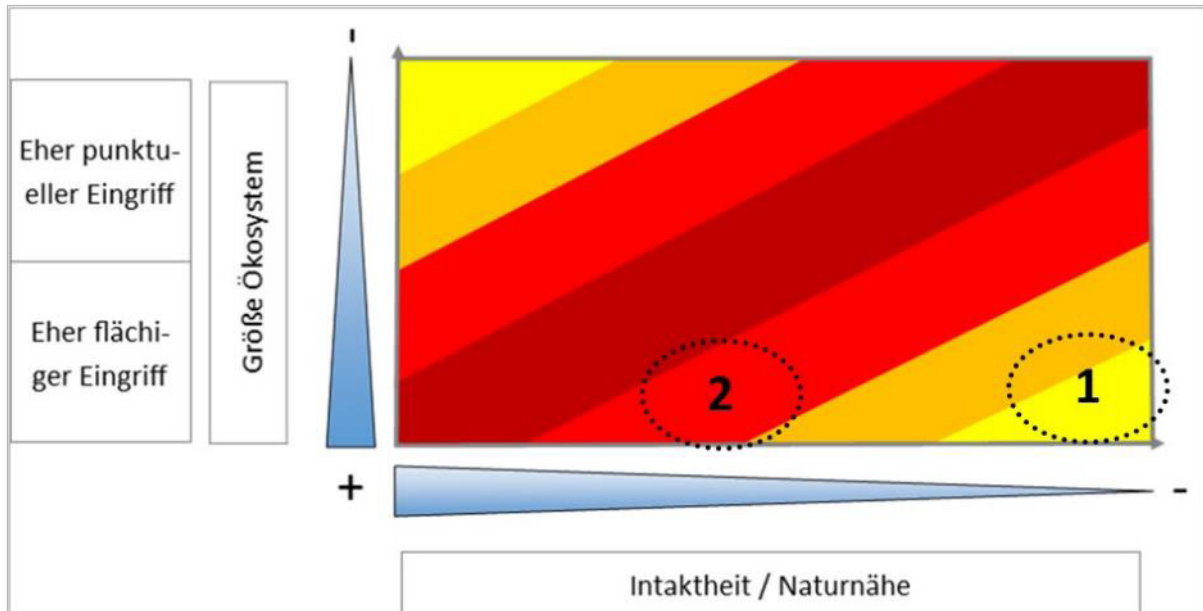 -
Eher punktu-
eller Eingriff
Eher flächi-
ger Eingriff
Größe Ökosystem
2
1
+
-
Intaktheit / Naturnähe